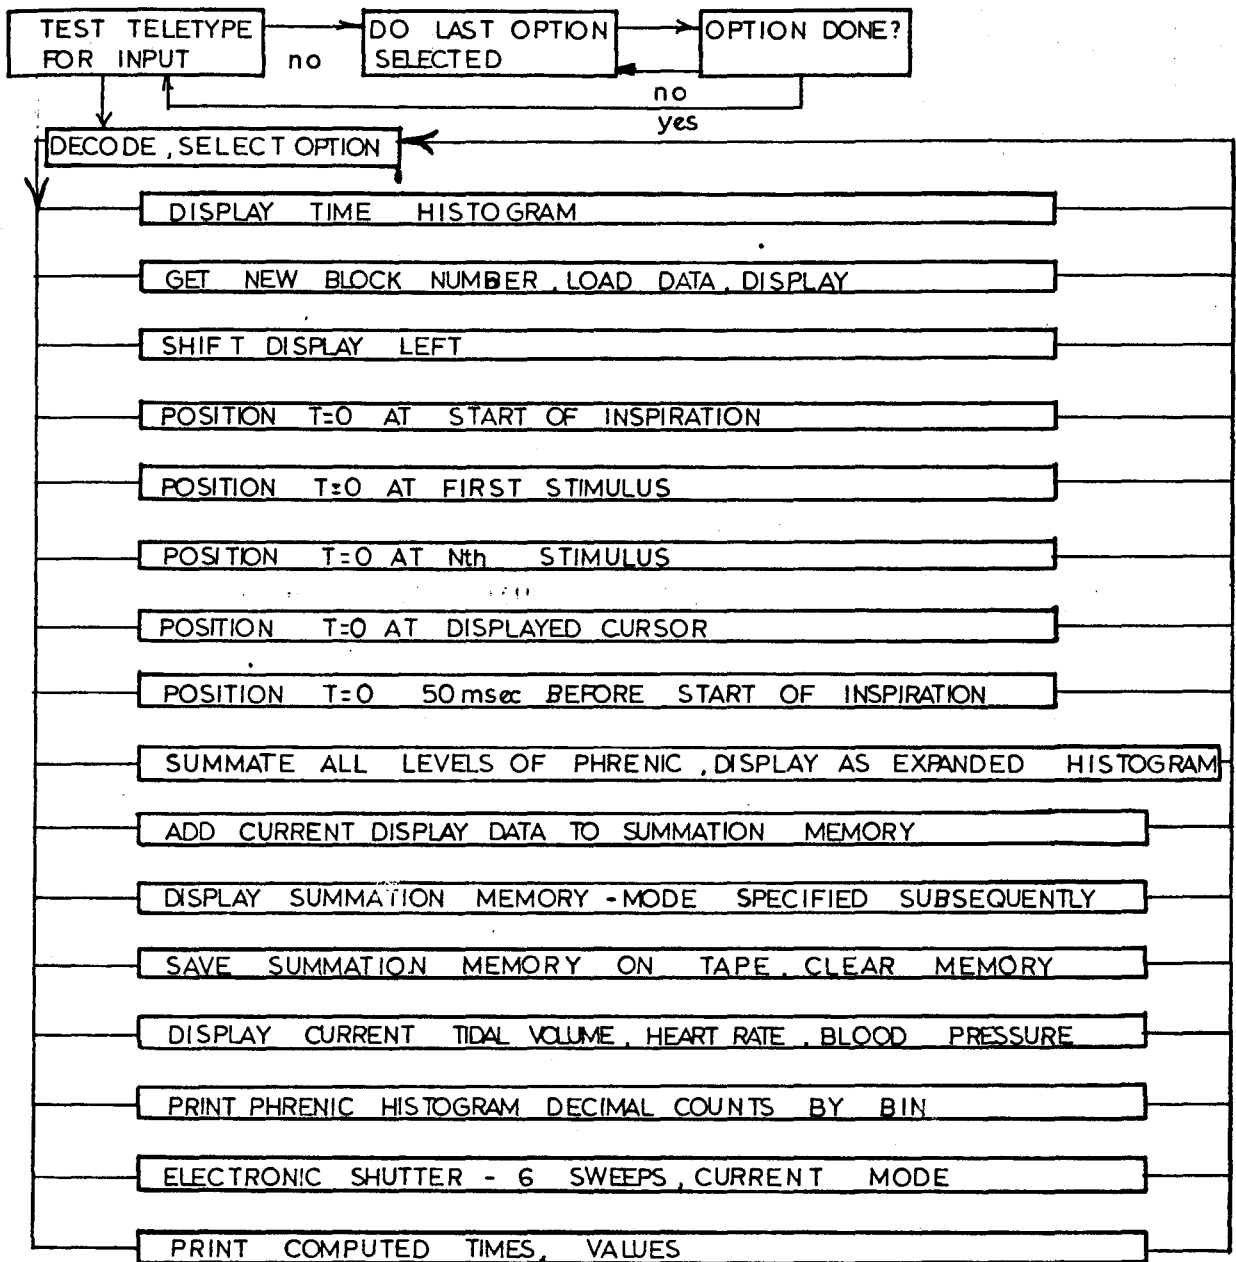 TEST TELETYPE
FOR INPUT
no
DO LAST OPTION
SELECTED
OPTION DONE?
no
yes
DECODE, SELECT OPTION
DISPLAY TIME HISTOGRAM
GET NEW BLOCK NUMBER, LOAD DATA, DISPLAY
SHIFT DISPLAY LEFT
POSITION T=0 AT START OF INSPIRATION
POSITION T=0 AT FIRST STIMULUS
POSITION T=0 AT Nth STIMULUS
POSITION T=0 AT DISPLAYED CURSOR
POSITION T=0 50 msec BEFORE START OF INSPIRATION
SUMMATE ALL LEVELS OF PHRENIC, DISPLAY AS EXPANDED HISTOGRAM
ADD CURRENT DISPLAY DATA TO SUMMATION MEMORY
DISPLAY SUMMATION MEMORY - MODE SPECIFIED SUBSEQUENTLY
SAVE SUMMATION MEMORY ON TAPE, CLEAR MEMORY
DISPLAY CURRENT TIDAL VOLUME, HEART RATE, BLOOD PRESSURE
PRINT PHRENIC HISTOGRAM DECIMAL COUNTS BY BIN
ELECTRONIC SHUTTER - 6 SWEEPS, CURRENT MODE
PRINT COMPUTED TIMES, VALUES